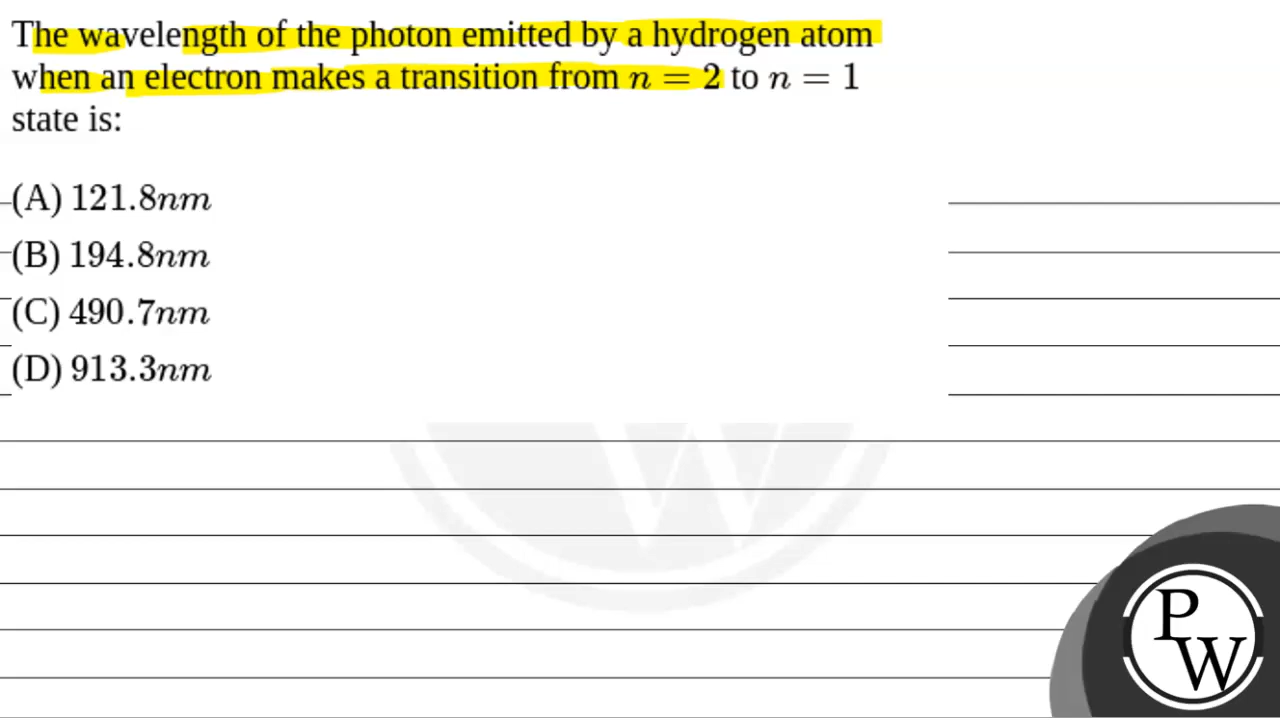 The wavelength of the photon emitted by a hydrogen atom
when an electron makes a transition from n = 2 to n = 1
state is:
(A) 121.8nm
(B) 194.8nm
(C) 490.7nm
(D) 913.3nm
W
P
W